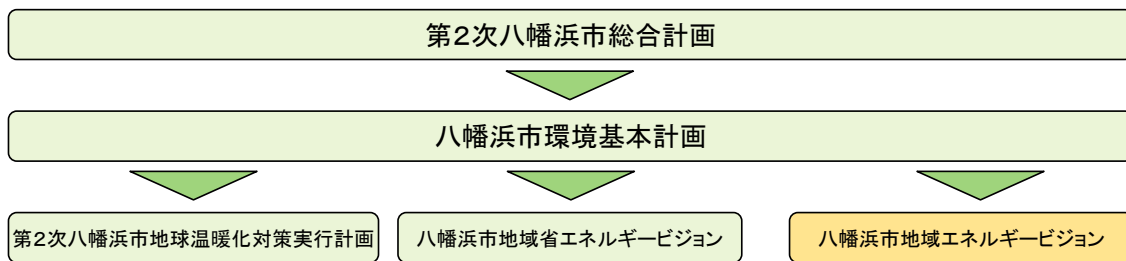 第2次八幡浜市総合計画
八幡浜市環境基本計画
第2次八幡浜市地球温暖化対策実行計画
八幡浜市地域省エネルギービジョン
八幡浜市地域エネルギービジョン